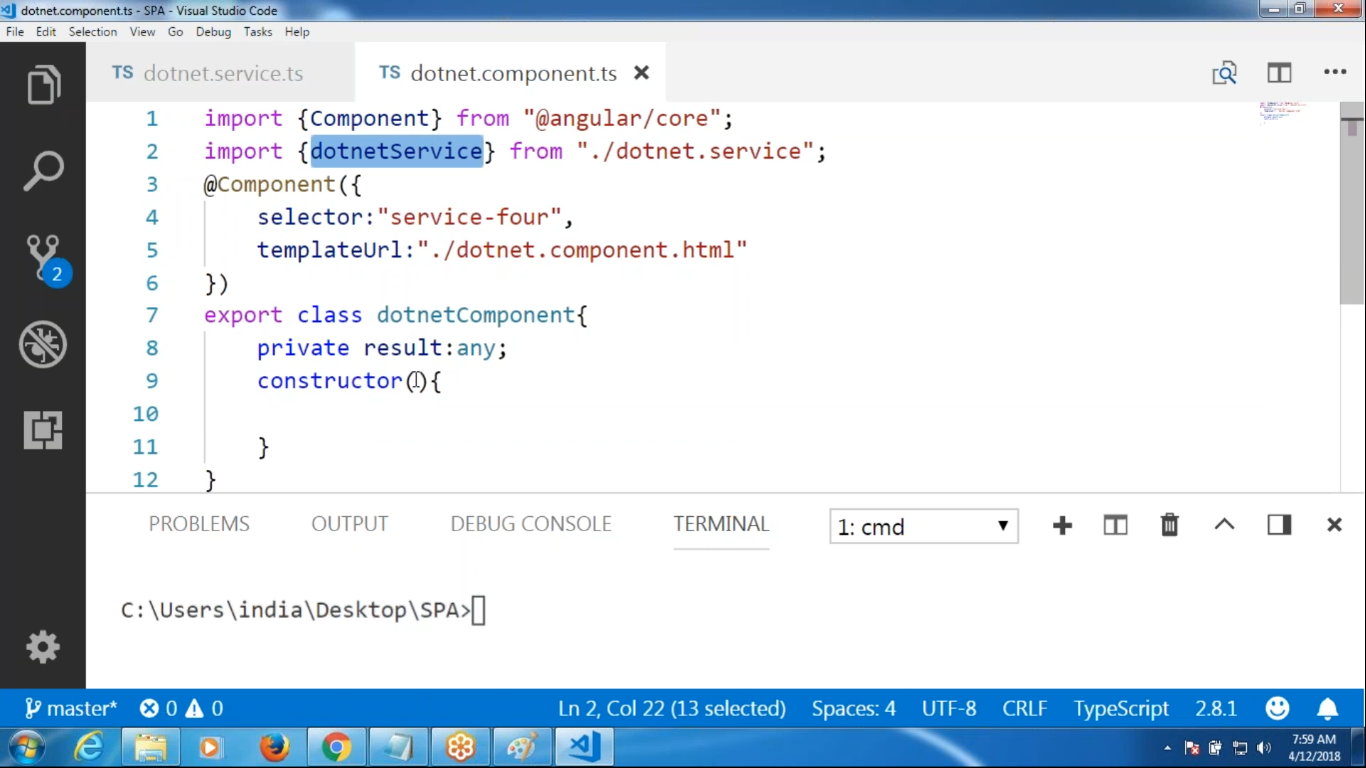 dotnet.component.ts - SPA - Visual Studio Code
File Edit Selection View Go Debug Tasks Help
TS dotnet.service.ts TS dotnet.component.ts
1 import {Component} from "@angular/core";
2 import {dotnetService} from "./dotnet.service";
3 @Component({
4 selector:"service-four",
5 templateUrl:"./dotnet.component.html"
6 })
7 export class dotnetComponent{
8 private result:any;
9 constructor(){
10
11 }
12 }
2
PROBLEMS OUTPUT DEBUG CONSOLE TERMINAL 1: cmd
C:\Users\india\Desktop\SPA>
master* 0 0 Ln 2, Col 22 (13 selected) Spaces: 4 UTF-8 CRLF TypeScript 2.8.1
7:59 AM
4/12/2018